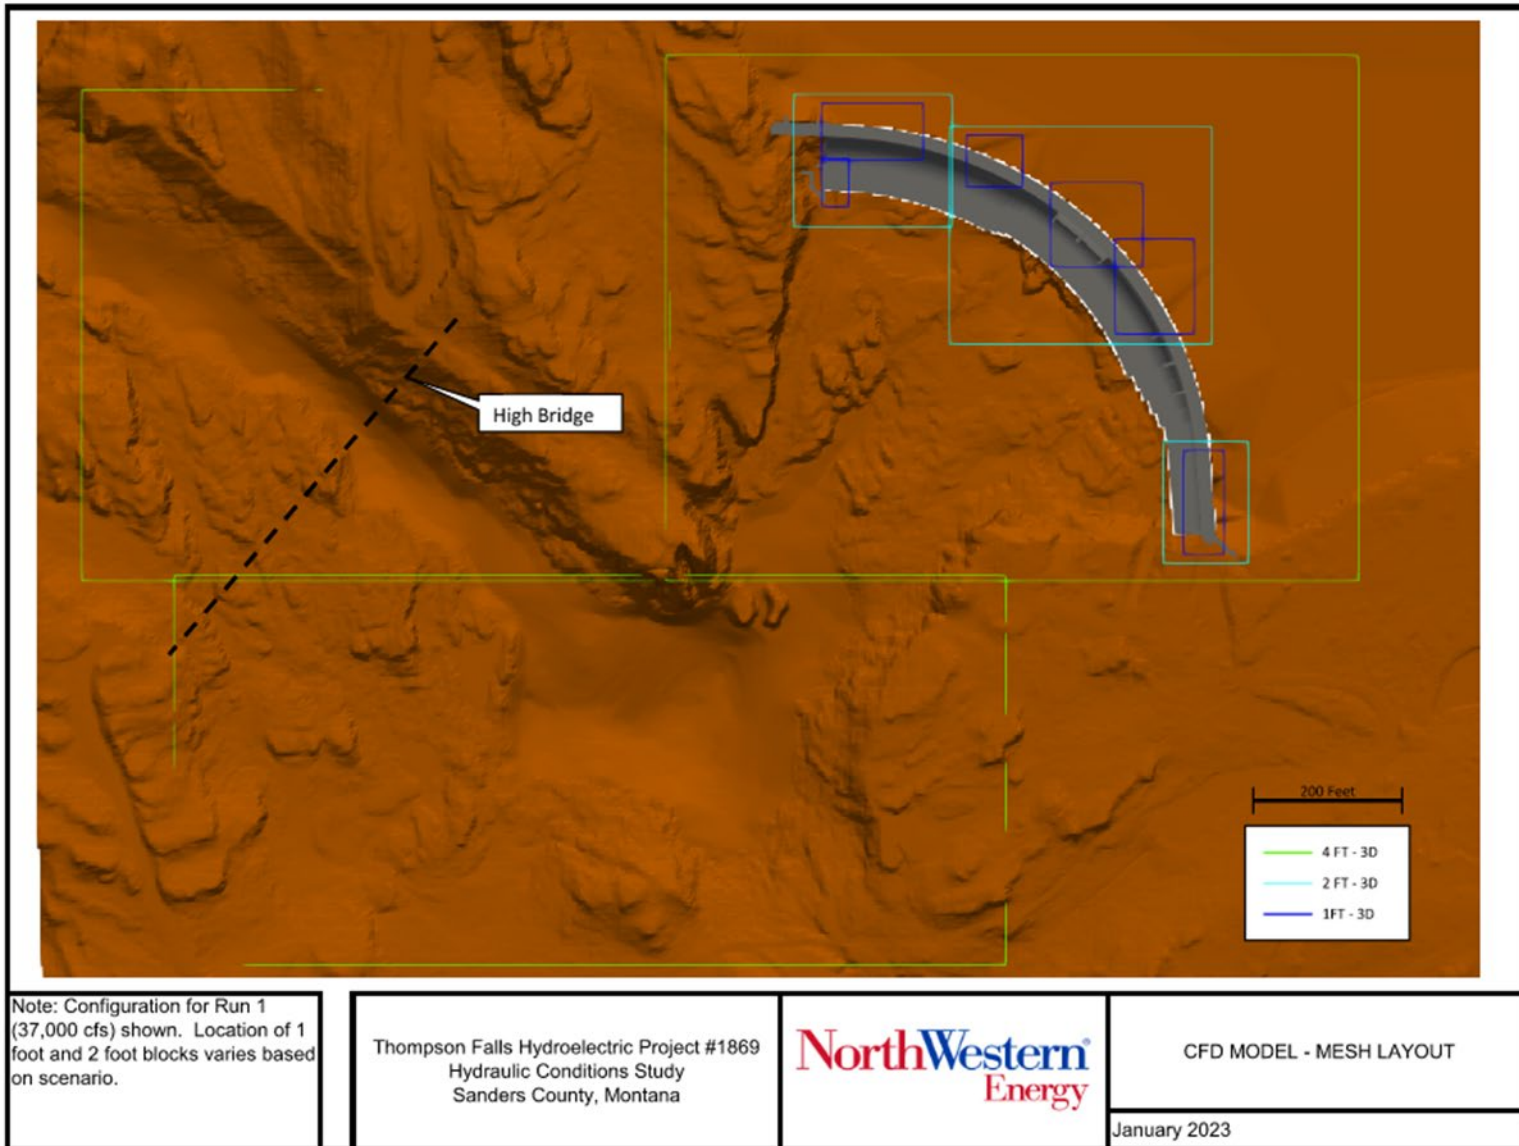 High Bridge
200 Feet
4 FT - 3D
2 FT - 3D
1FT - 3D
Note: Configuration for Run 1
(37,000 cfs) shown.  Location of 1
foot and 2 foot blocks varies based
on scenario.
Thompson Falls Hydroelectric Project #1869
Hydraulic Conditions Study
Sanders County, Montana
NorthWestern®
Energy
CFD MODEL - MESH LAYOUT
January 2023